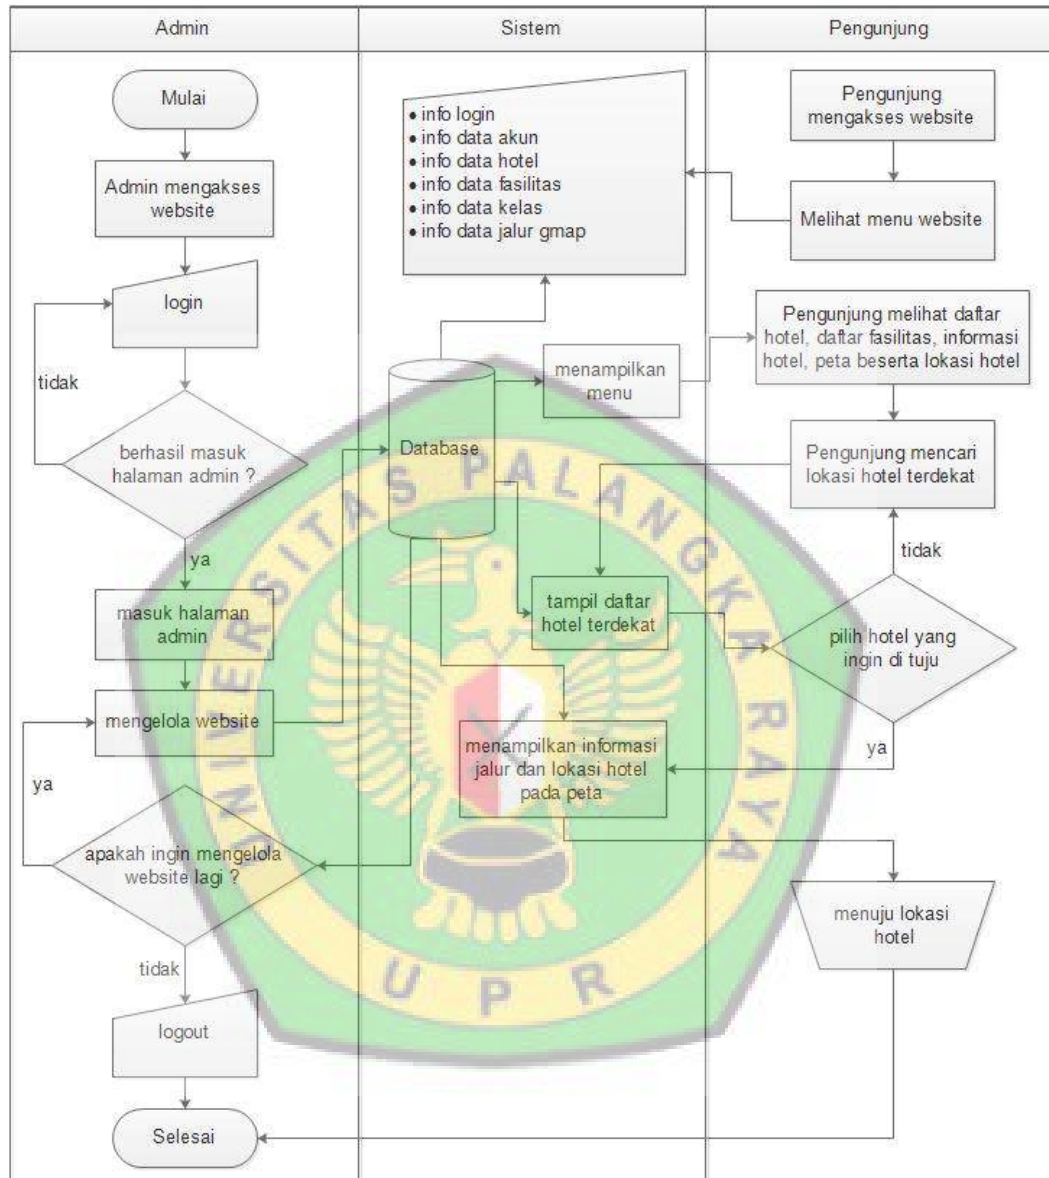 Admin
Sistem
Pengunjung
Mulai
Admin mengakses
website
login
tidak
berhasil masuk
halaman admin ?
ya
masuk halaman
admin
mengelola website
ya
apakah ingin mengelola
website lagi ?
tidak
logout
Selesai
• info login
• info data akun
• info data hotel
• info data fasilitas
• info data kelas
• info data jalur gmap
menampilkan
menu
Database
tampil daftar
hotel terdekat
menampilkan informasi
jalur dan lokasi hotel
pada peta
Pengunjung
mengakses website
Melihat menu website
Pengunjung melihat daftar
hotel, daftar fasilitas, informasi
hotel, peta beserta lokasi hotel
Pengunjung mencari
lokasi hotel terdekat
tidak
pilih hotel yang
ingin di tuju
ya
menuju lokasi
hotel
UNIVERSITAS PALANGKA RAYA
UPR